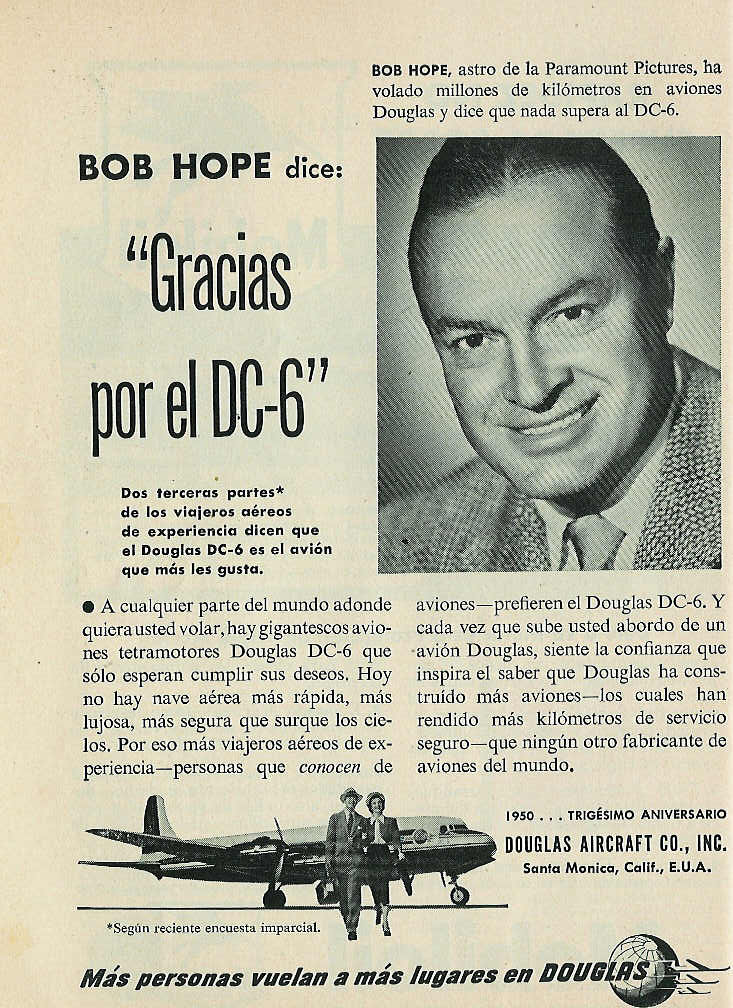 BOB HOPE, astro de la Paramount Pictures, ha
volado millones de kilómetros en aviones
Douglas y dice que nada supera al DC-6.
BOB HOPE dice:
“Gracias
por el DC-6”
Dos terceras partes*
de los viajeros aéreos
de experiencia dicen que
el Douglas DC-6 es el avión
que más les gusta.
● A cualquier parte del mundo adonde
quiera usted volar, hay gigantescos avio-
nes tetramotores Douglas DC-6 que
sólo esperan cumplir sus deseos. Hoy
no hay nave aérea más rápida, más
lujosa, más segura que surque los cie-
los. Por eso más viajeros aéreos de ex-
periencia—personas que conocen de
aviones—prefieren el Douglas DC-6. Y
cada vez que sube usted abordo de un
avión Douglas, siente la confianza que
inspira el saber que Douglas ha cons-
truído más aviones—los cuales han
rendido más kilómetros de servicio
seguro—que ningún otro fabricante de
aviones del mundo.
1950 . . . TRIGÉSIMO ANIVERSARIO
DOUGLAS AIRCRAFT CO., INC.
Santa Monica, Calif., E.U.A.
*Según reciente encuesta imparcial.
Más personas vuelan a más lugares en DOUGLAS